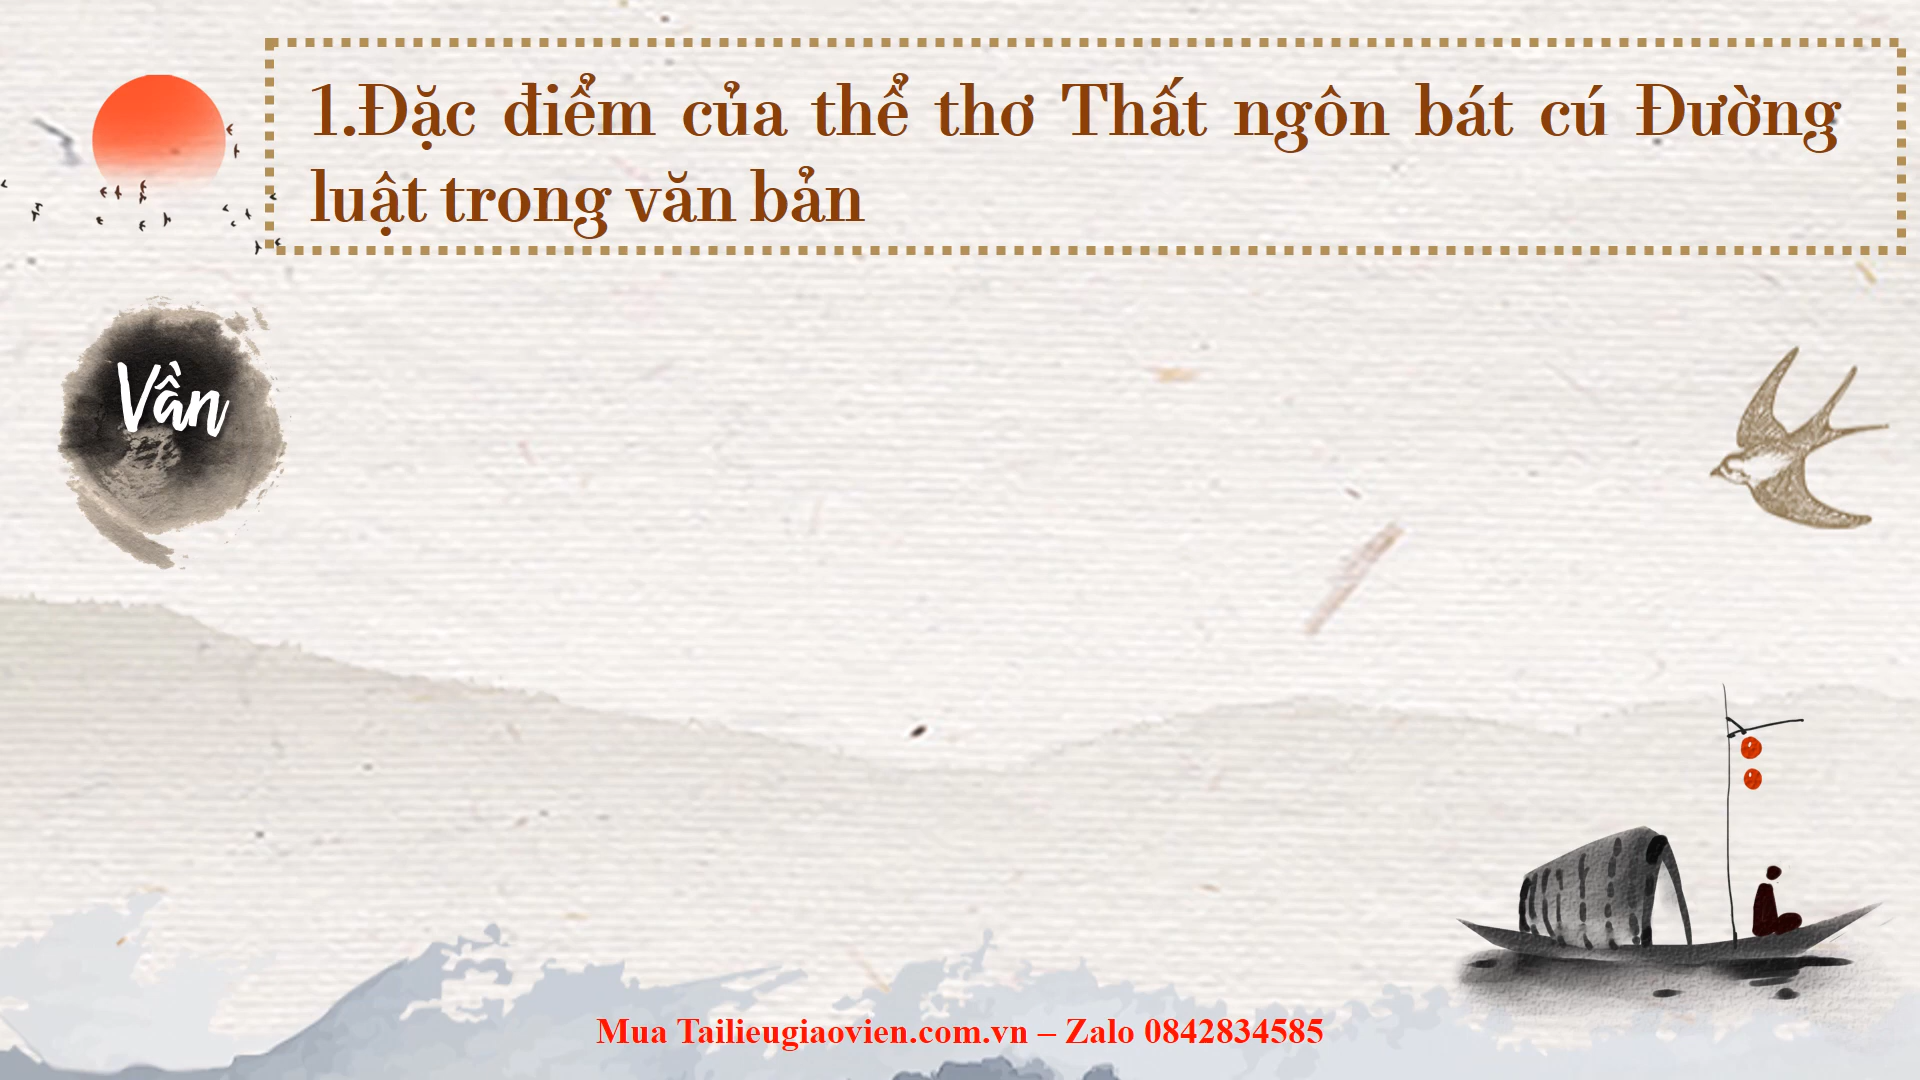 1.Đặc điểm của thể thơ Thất ngôn bát cú Đường
luật trong văn bản
Vần
Mua Tailieugiaovien.com.vn – Zalo 0842834585